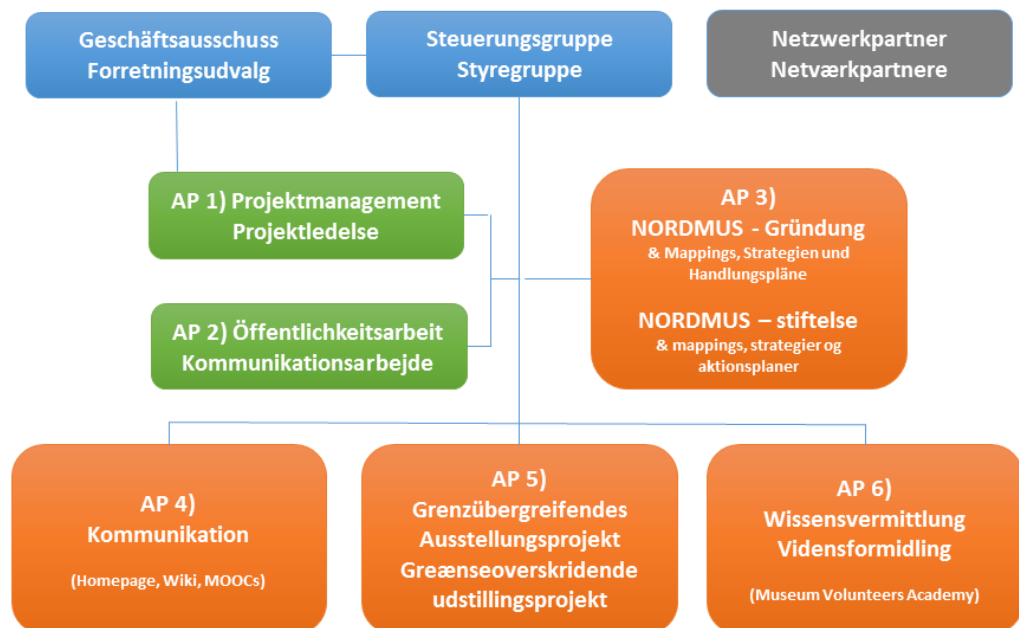 Geschäftsausschuss
Forretningsudvalg
Steuerungsgruppe
Styregruppe
Netzwerkpartner
Netværkpartnere
AP 1) Projektmanagement
Projektledelse
AP 2) Öffentlichkeitsarbeit
Kommunikationsarbejde
AP 3)
NORDMUS - Gründung
& Mappings, Strategien und
Handlungspläne
NORDMUS – stiftelse
& mappings, strategier og
aktionsplaner
AP 4)
Kommunikation
(Homepage, Wiki, MOOCs)
AP 5)
Grenzübergreifendes
Ausstellungsprojekt
Greænseoverskridende
udstillingsprojekt
AP 6)
Wissensvermittlung
Vidensformidling
(Museum Volunteers Academy)